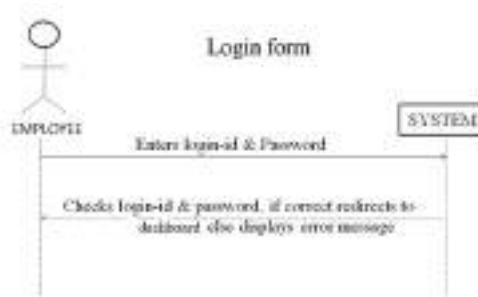 Login form
EMPLOYEE
SYSTEM
Enters login-id & Password
Checks login-id & password, if correct redirects to
dashboard else displays error message